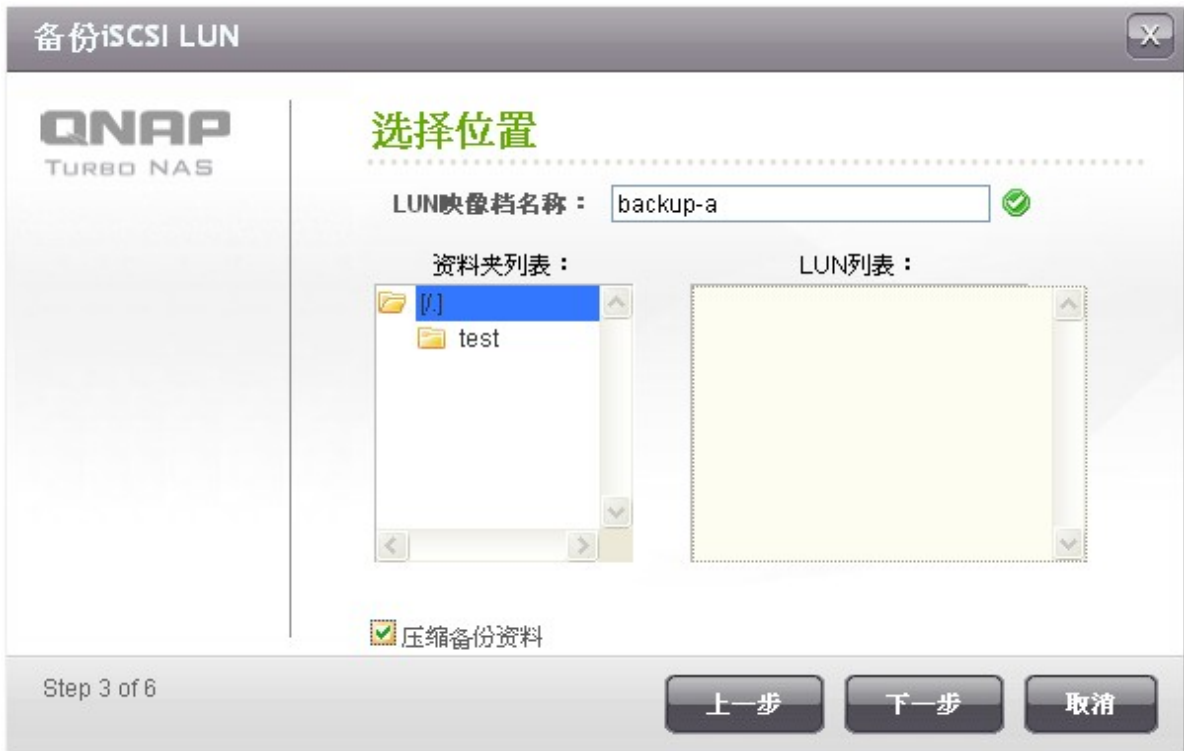 备份iSCSI LUN
X
QNAP
TURBO NAS
选择位置
LUN映像档名称： backup-a
资料夹列表： LUN列表：
[/.]
test
压缩备份资料
Step 3 of 6
上一步 下一步 取消